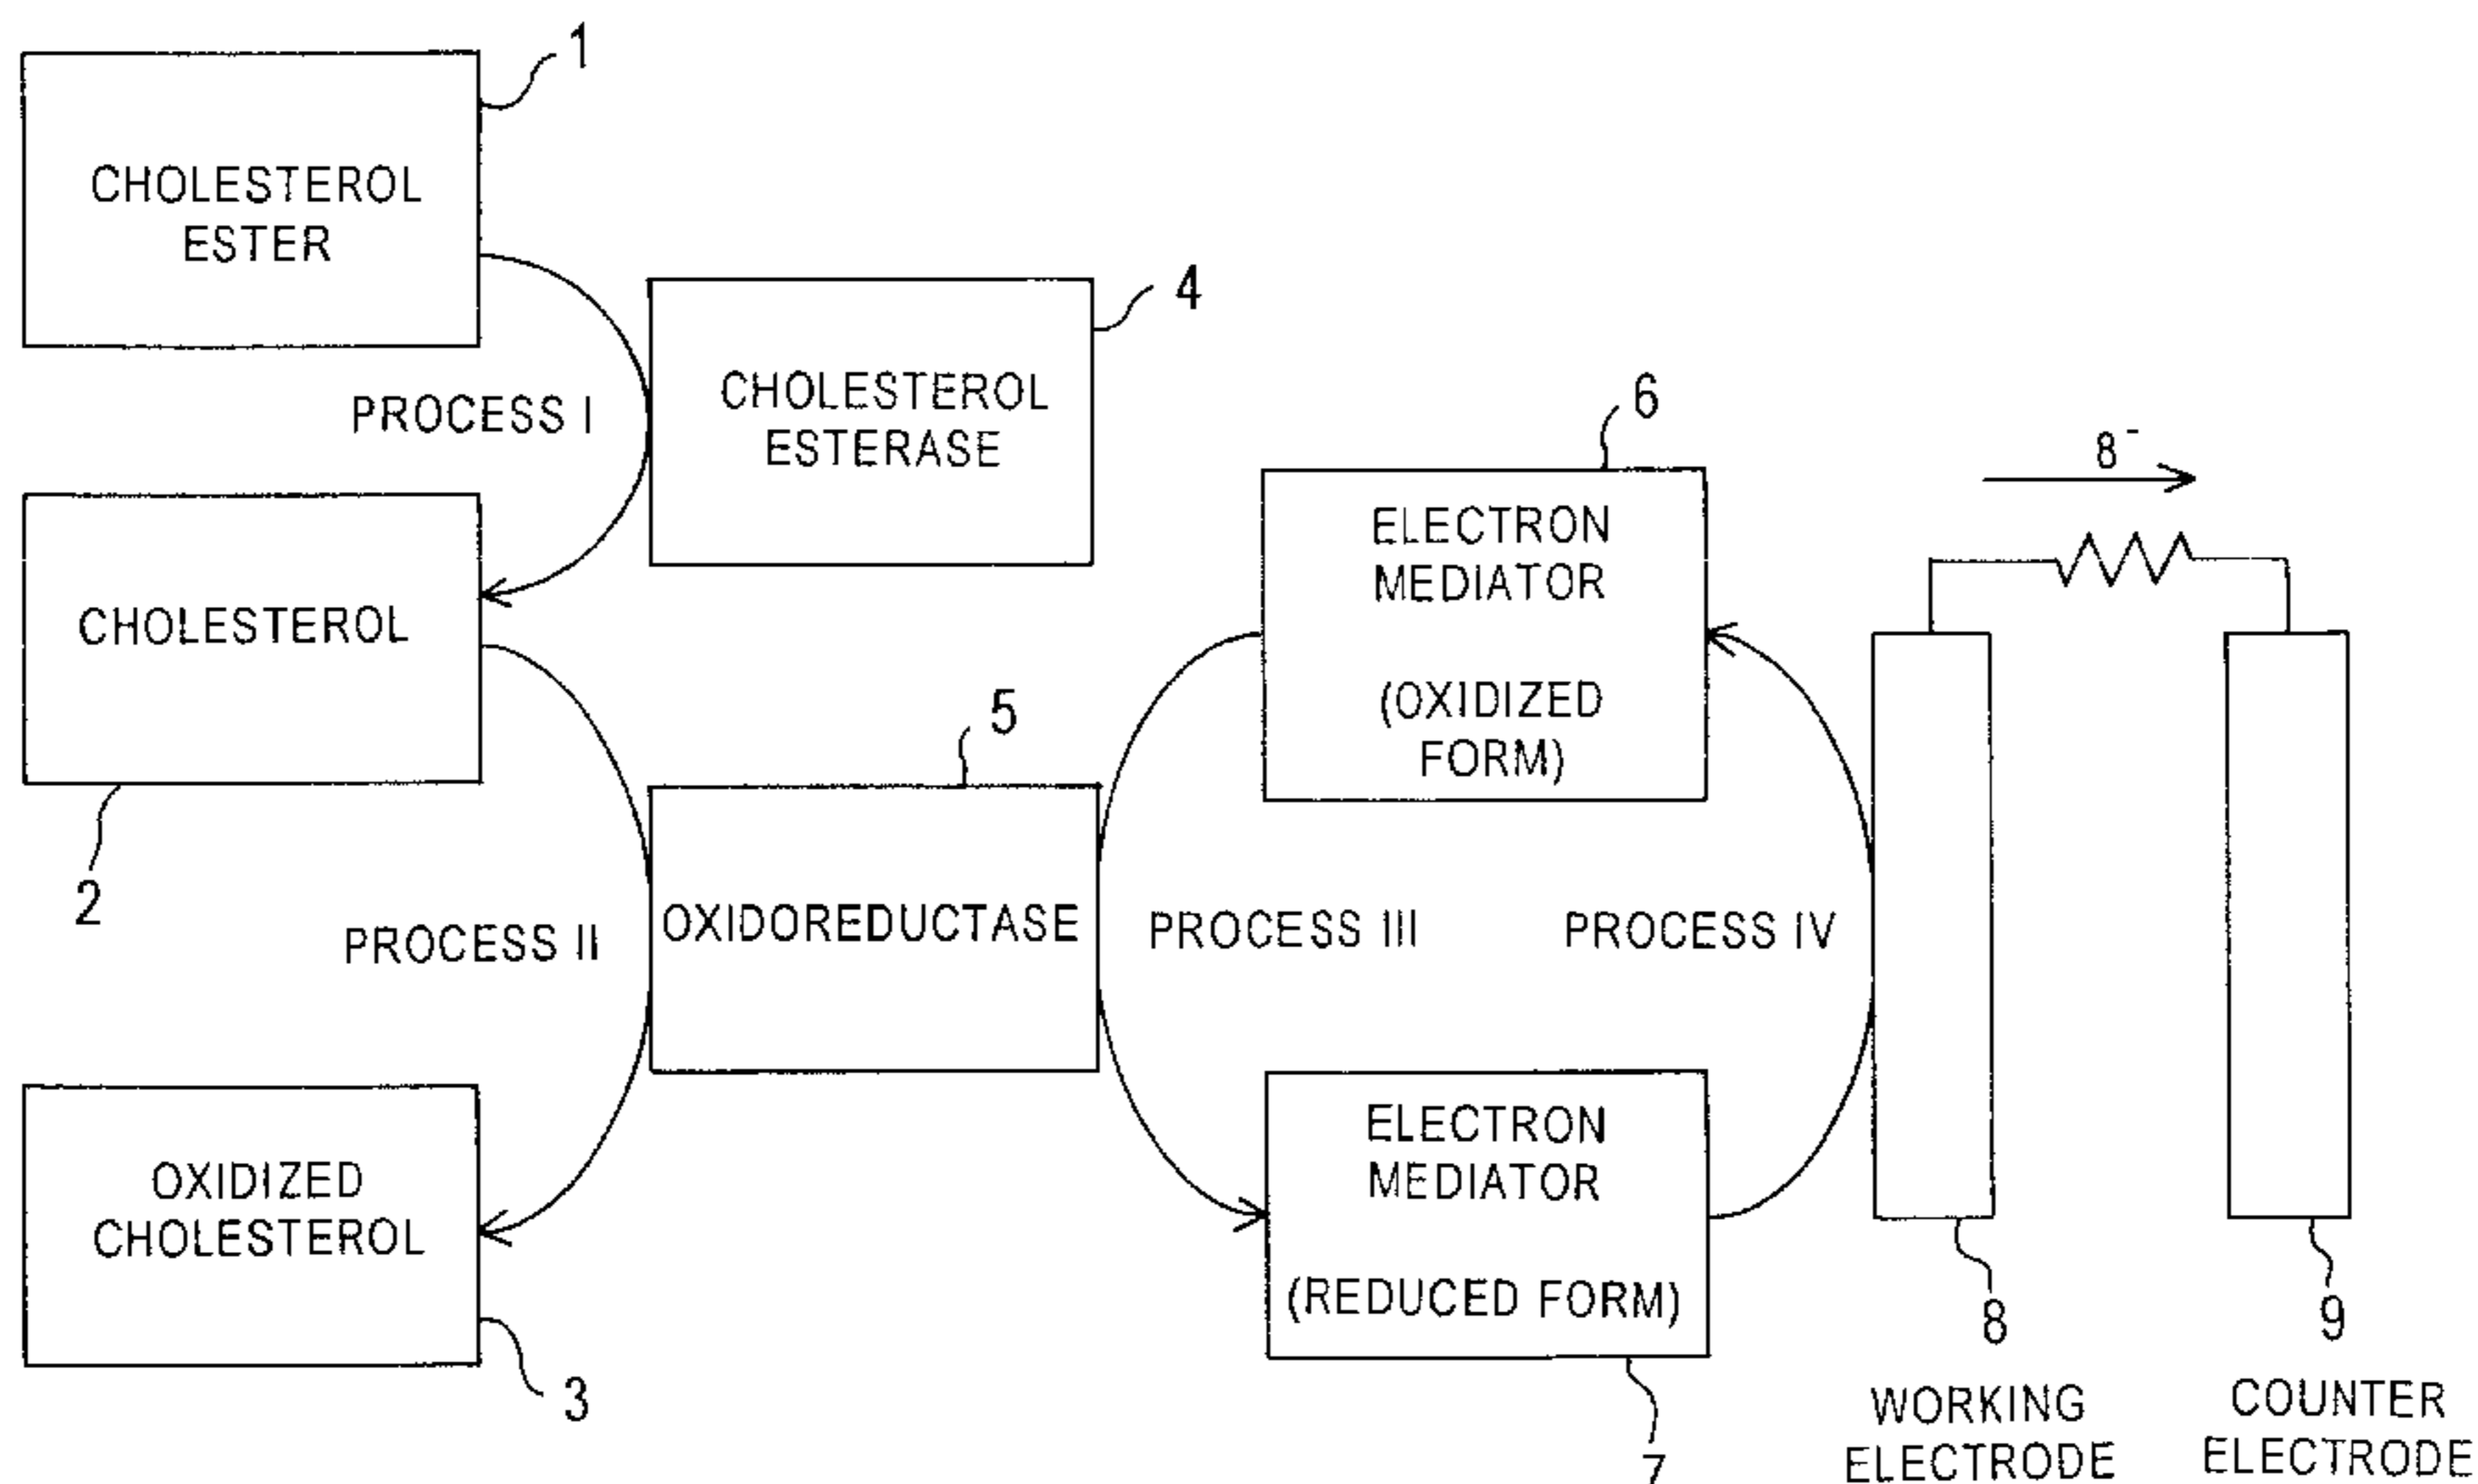 1
CHOLESTEROL
ESTER
4
CHOLESTEROL
ESTERASE
PROCESS I
6
8⁻
ELECTRON
MEDIATOR
(OXIDIZED
FORM)
CHOLESTEROL
2
5
OXIDOREDUCTASE
PROCESS II
PROCESS III
PROCESS IV
OXIDIZED
CHOLESTEROL
3
ELECTRON
MEDIATOR
(REDUCED FORM)
7
8
WORKING
ELECTRODE
9
COUNTER
ELECTRODE